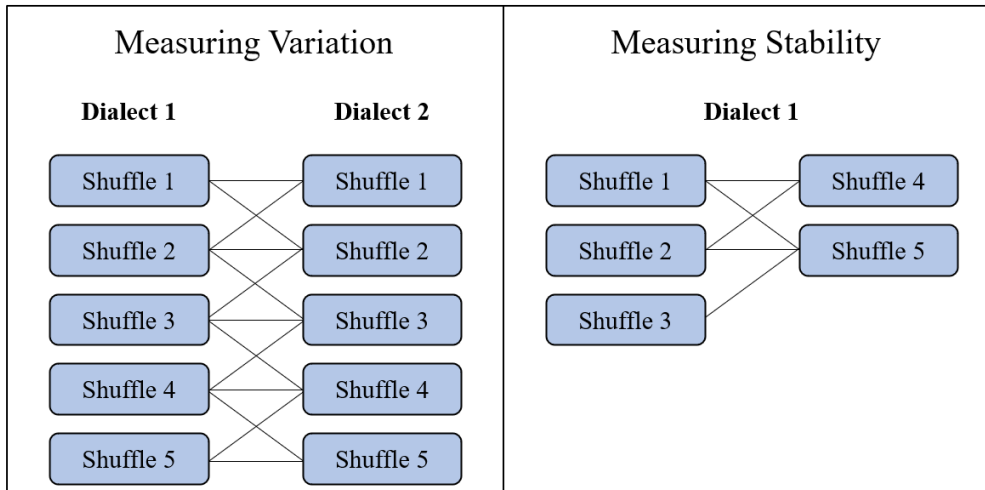 Measuring Variation
Dialect 1 Dialect 2
Shuffle 1 Shuffle 1
Shuffle 2 Shuffle 2
Shuffle 3 Shuffle 3
Shuffle 4 Shuffle 4
Shuffle 5 Shuffle 5
Measuring Stability
Dialect 1
Shuffle 1 Shuffle 4
Shuffle 2 Shuffle 5
Shuffle 3